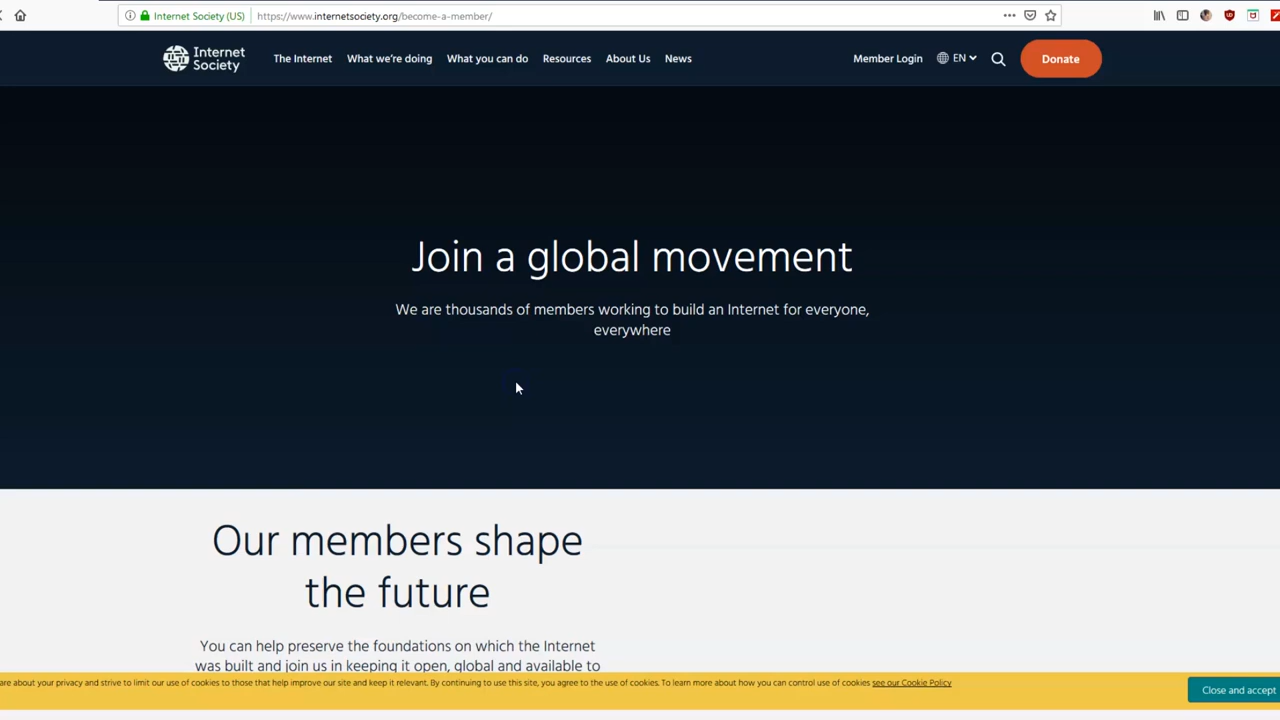 Internet Society (US) https://www.internetsociety.org/become-a-member/
Internet Society
The Internet What we're doing What you can do Resources About Us News Member Login EN Donate
Join a global movement
We are thousands of members working to build an Internet for everyone,
everywhere
Our members shape
the future
You can help preserve the foundations on which the Internet
was built and join us in keeping it open, global and available to
are about your privacy and strive to limit our use of cookies to those that help improve our site and keep it relevant. By continuing to use this site, you agree to the use of cookies. To learn more about how you can control use of cookies see our Cookie Policy
Close and accept